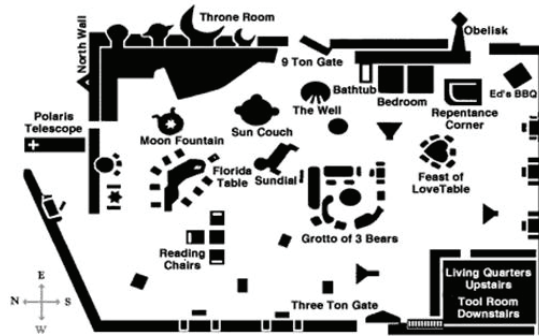 Throne Room
North Wall
Obelisk
9 Ton Gate
Bathtub
Bedroom
Ed's BBQ
The Well
Repentance
Corner
Polaris
Telescope
Moon Fountain
Sun Couch
Florida
Table
Sundial
Feast of
LoveTable
Reading
Chairs
Grotto of 3 Bears
Living Quarters
Upstairs
Tool Room
Downstairs
Three Ton Gate
E
N
S
W